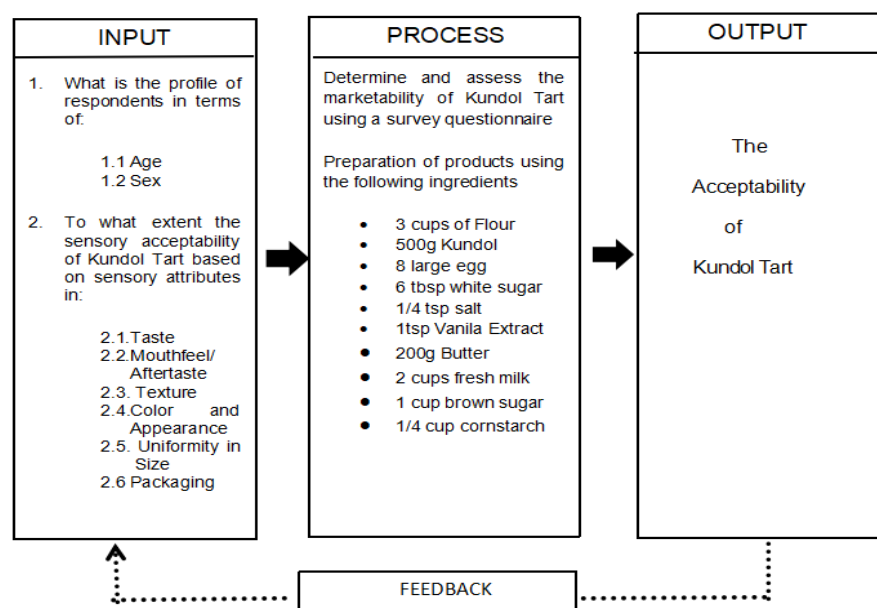 INPUT
1. What is the profile of
respondents in terms
of:
1.1 Age
1.2 Sex
2. To what extent the
sensory acceptability
of Kundol Tart based
on sensory attributes
in:
2.1.Taste
2.2.Mouthfeel/
Aftertaste
2.3. Texture
2.4.Color and
Appearance
2.5. Uniformity in
Size
2.6 Packaging
PROCESS
Determine and assess the
marketability of Kundol Tart
using a survey questionnaire
Preparation of products using
the following ingredients
• 3 cups of Flour
• 500g Kundol
• 8 large egg
• 6 tbsp white sugar
• 1/4 tsp salt
• 1tsp Vanila Extract
• 200g Butter
• 2 cups fresh milk
• 1 cup brown sugar
• 1/4 cup cornstarch
OUTPUT
The
Acceptability
of
Kundol Tart
FEEDBACK